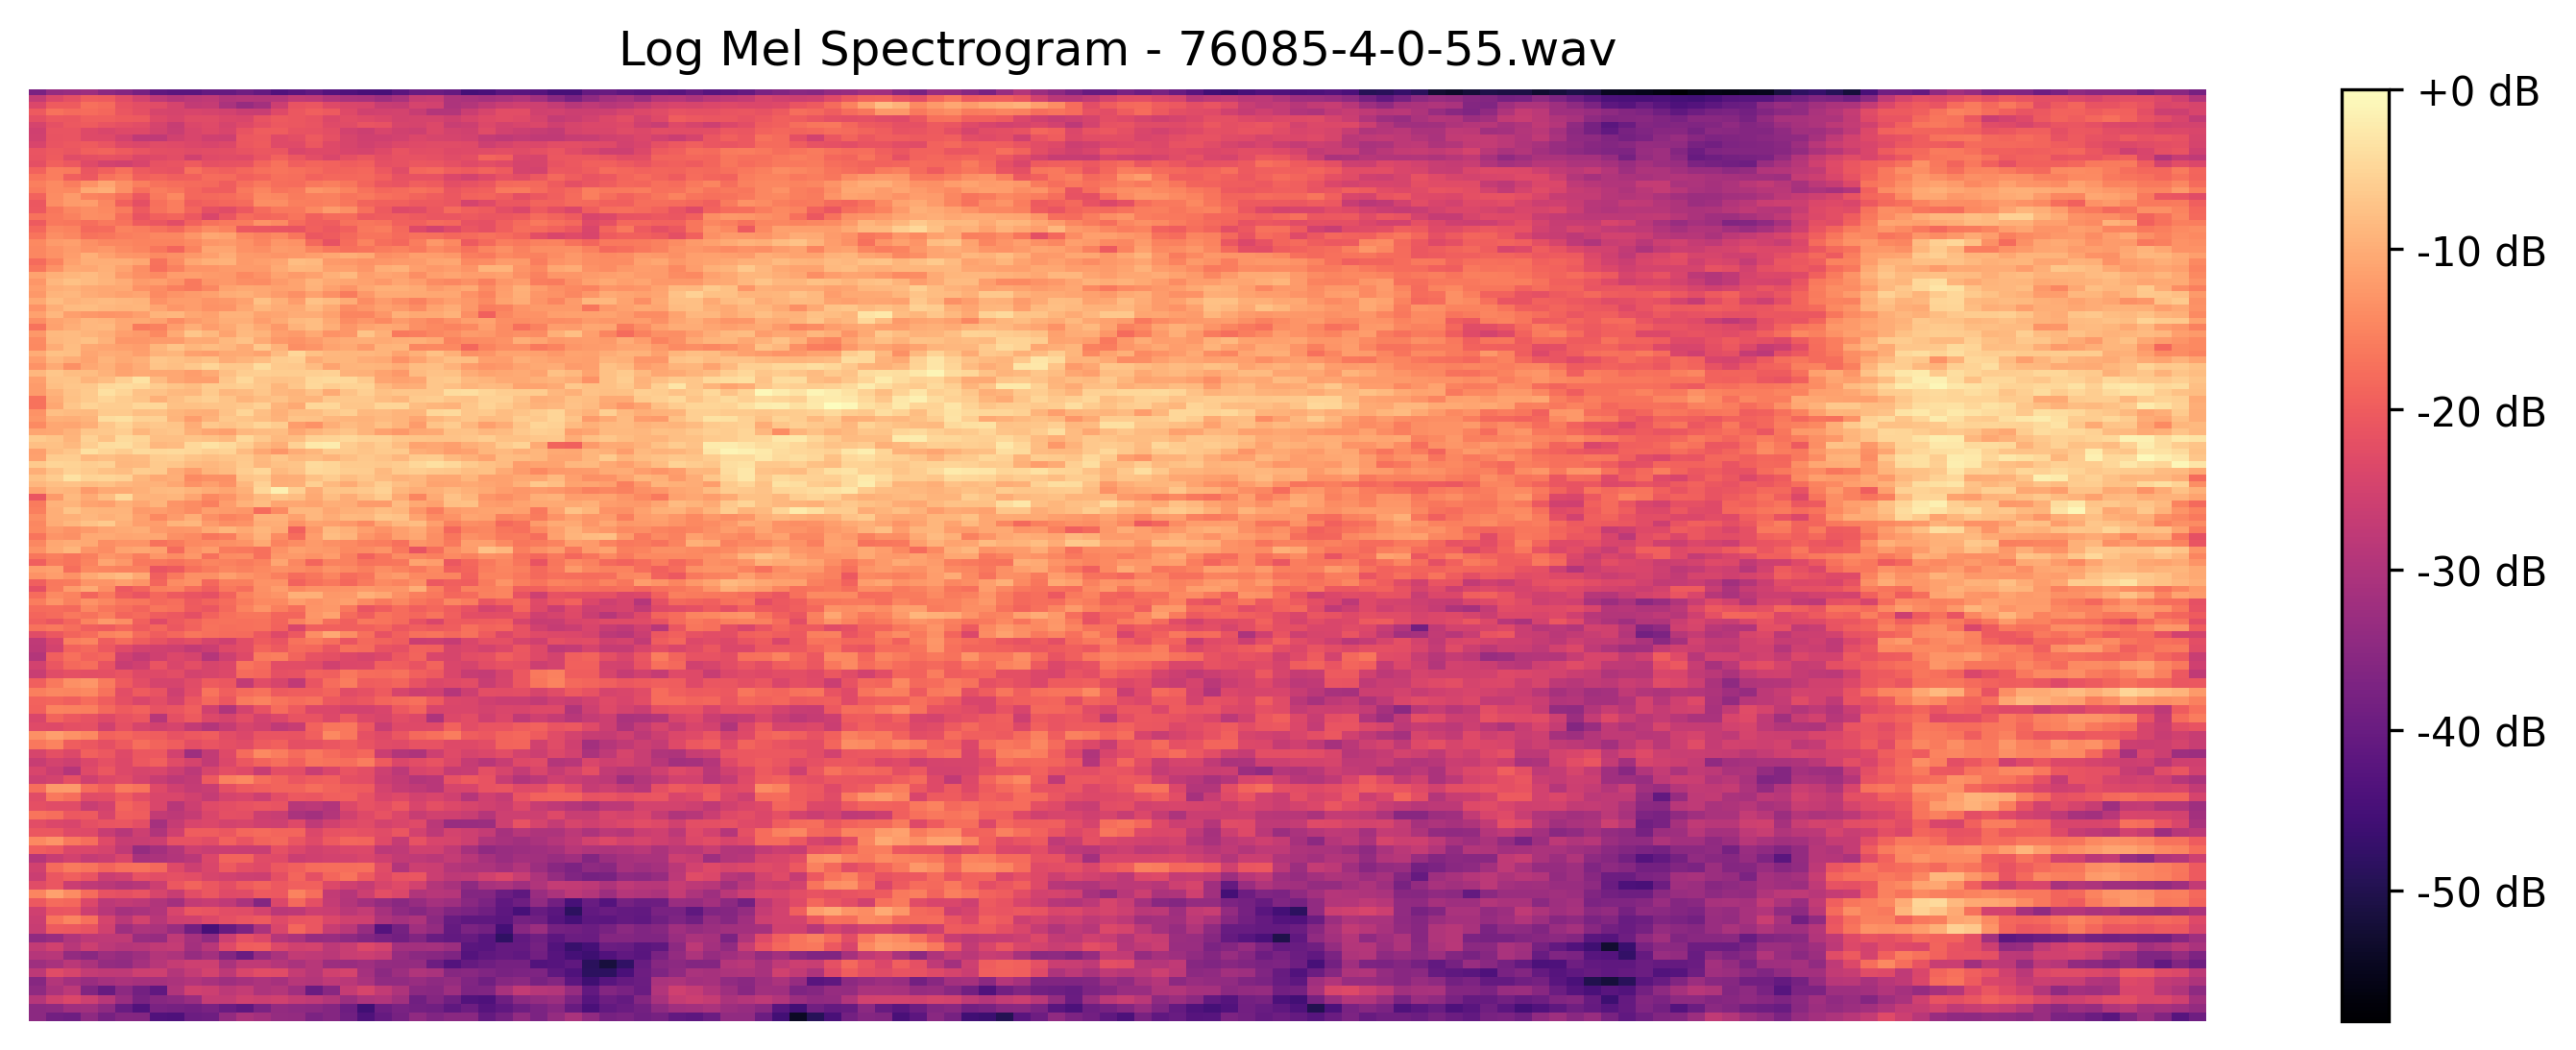 Log Mel Spectrogram - 76085-4-0-55.wav
+0 dB
-10 dB
-20 dB
-30 dB
-40 dB
-50 dB